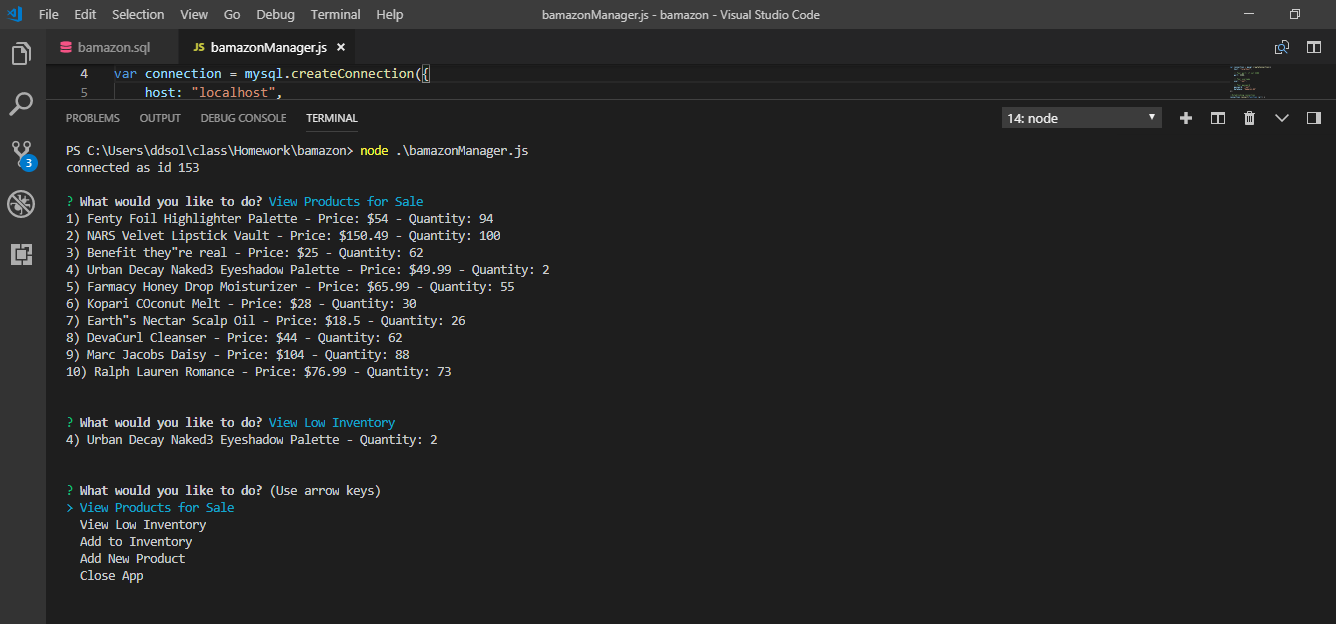 File Edit Selection View Go Debug Terminal Help bamazonManager.js - bamazon - Visual Studio Code
bamazon.sql JS bamazonManager.js ×
4 var connection = mysql.createConnection({
5 host: "localhost",
PROBLEMS OUTPUT DEBUG CONSOLE TERMINAL 14: node
PS C:\Users\ddsol\class\Homework\bamazon> node .\bamazonManager.js
connected as id 153
3
? What would you like to do? View Products for Sale
1) Fenty Foil Highlighter Palette - Price: $54 - Quantity: 94
2) NARS Velvet Lipstick Vault - Price: $150.49 - Quantity: 100
3) Benefit they"re real - Price: $25 - Quantity: 62
4) Urban Decay Naked3 Eyeshadow Palette - Price: $49.99 - Quantity: 2
5) Farmacy Honey Drop Moisturizer - Price: $65.99 - Quantity: 55
6) Kopari COconut Melt - Price: $28 - Quantity: 30
7) Earth"s Nectar Scalp Oil - Price: $18.5 - Quantity: 26
8) DevaCurl Cleanser - Price: $44 - Quantity: 62
9) Marc Jacobs Daisy - Price: $104 - Quantity: 88
10) Ralph Lauren Romance - Price: $76.99 - Quantity: 73
? What would you like to do? View Low Inventory
4) Urban Decay Naked3 Eyeshadow Palette - Quantity: 2
? What would you like to do? (Use arrow keys)
> View Products for Sale
View Low Inventory
Add to Inventory
Add New Product
Close App